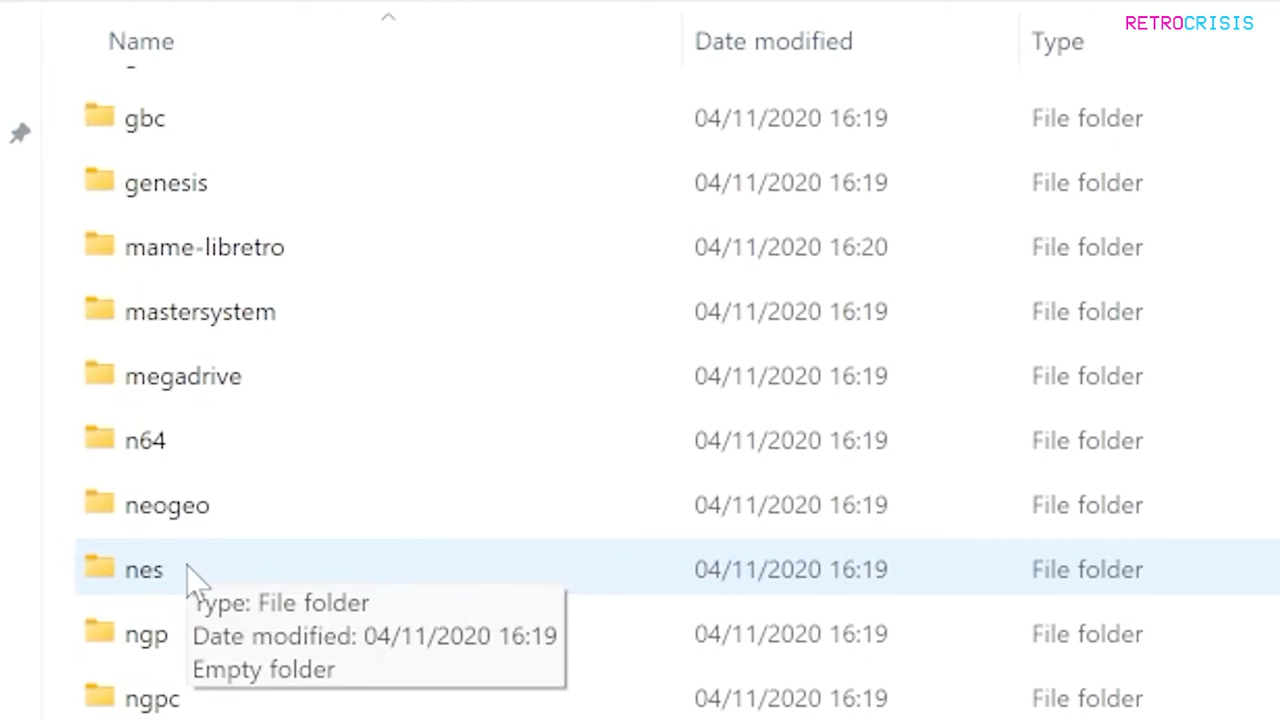 RETROCRISIS
Name Date modified Type
gbc 04/11/2020 16:19 File folder
genesis 04/11/2020 16:19 File folder
mame-libretro 04/11/2020 16:20 File folder
mastersystem 04/11/2020 16:19 File folder
megadrive 04/11/2020 16:19 File folder
n64 04/11/2020 16:19 File folder
neogeo 04/11/2020 16:19 File folder
nes 04/11/2020 16:19 File folder
Type: File folder
Date modified: 04/11/2020 16:19
Empty folder
ngp 04/11/2020 16:19 File folder
ngpc 04/11/2020 16:19 File folder